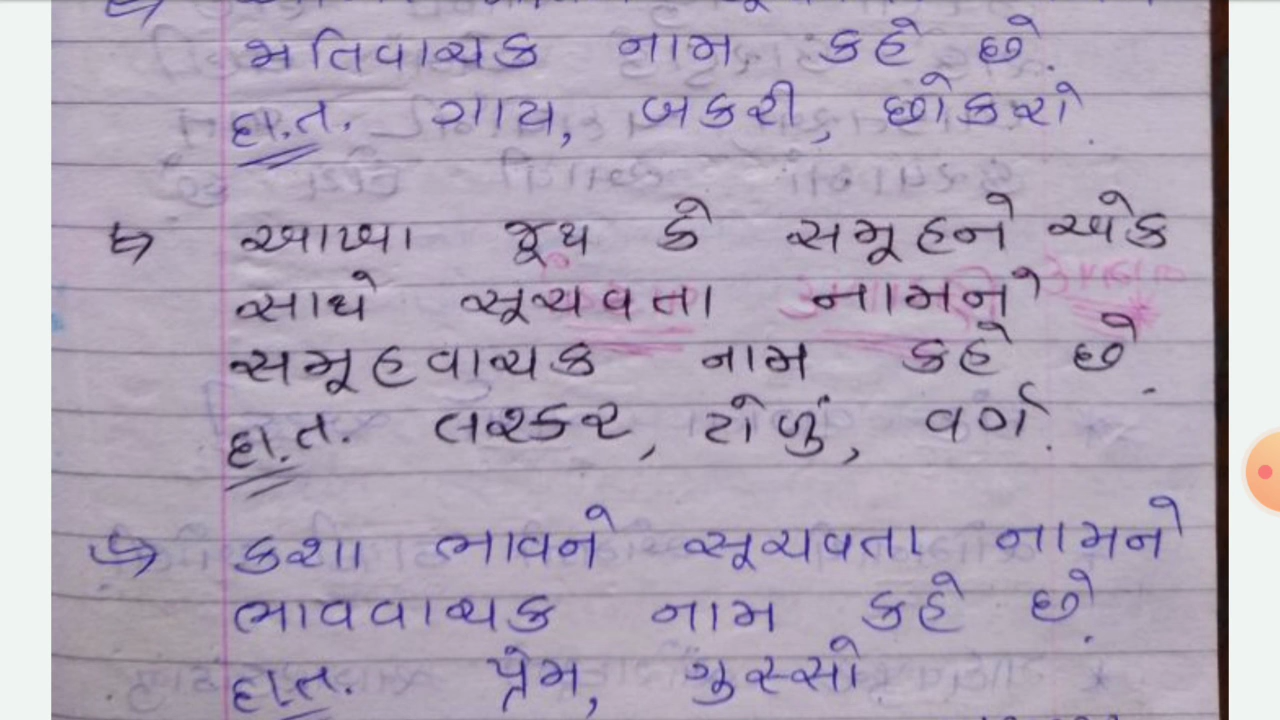 જાતિવાચક નામ કહે છે.
દા.ત. ગાય, બકરી, છોકરો.
આખા જૂથ કે સમૂહને એક
સાથે સૂચવતા નામને
સમૂહવાચક નામ કહે છે.
દા.ત. લશ્કર, ટોળું, વર્ગ.
કશા ભાવને સૂચવતા નામને
ભાવવાચક નામ કહે છે.
દા.ત. પ્રેમ, ગુસ્સો